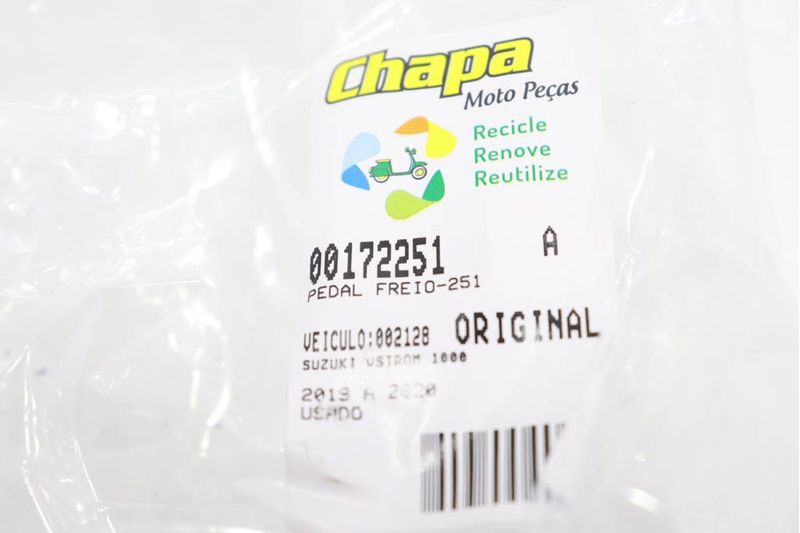 Chapa
Moto Peças
Recicle
Renove
Reutilize
00172251 A
PEDAL FREIO-251
VEICULO:002128 ORIGINAL
SUZUKI VSTROM 1000
2019 A 2020
USADO